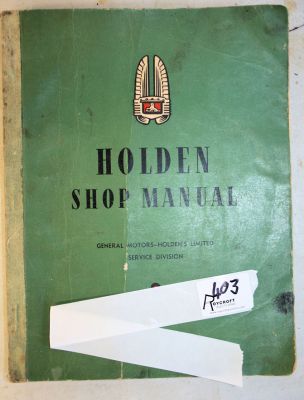 HOLDEN
SHOP MANUAL
GENERAL MOTORS-HOLDEN'S LIMITED
SERVICE DIVISION
403
ROYCROFT